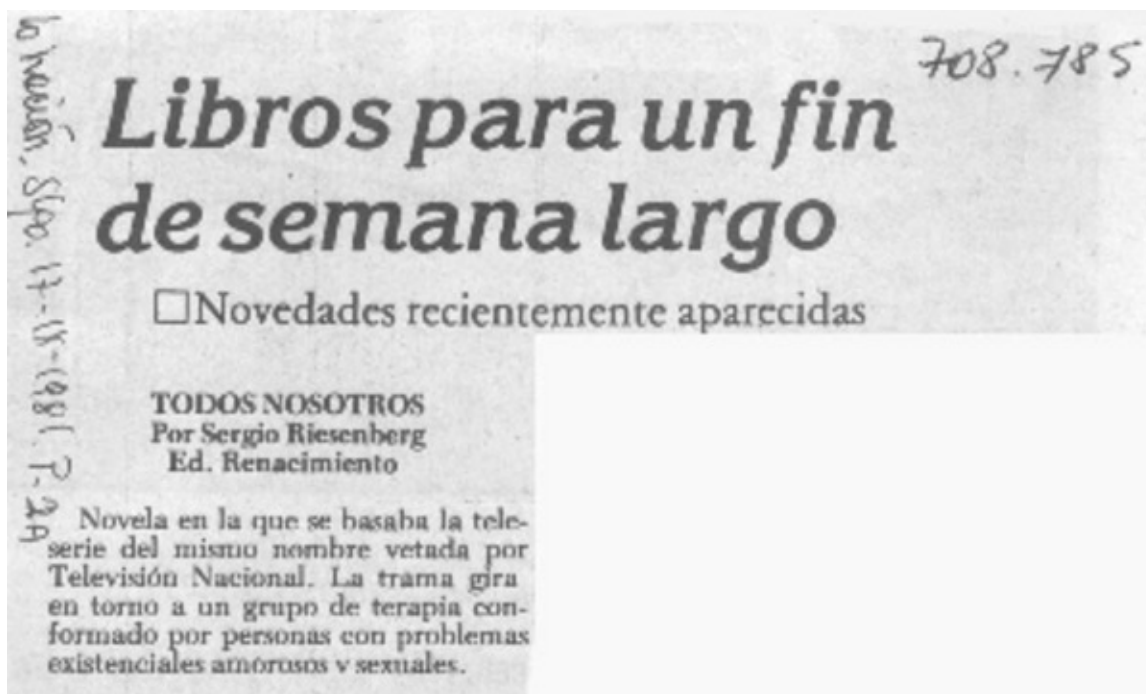 708.785
Libros para un fin
de semana largo
□Novedades recientemente aparecidas
TODOS NOSOTROS
Por Sergio Riesenberg
Ed. Renacimiento
Novela en la que se basaba la tele-
serie del mismo nombre vetada por
Televisión Nacional. La trama gira
en torno a un grupo de terapia con-
formado por personas con problemas
existenciales amorosos y sexuales.
la nación, Stgo. 17-IX-1981. P-2A